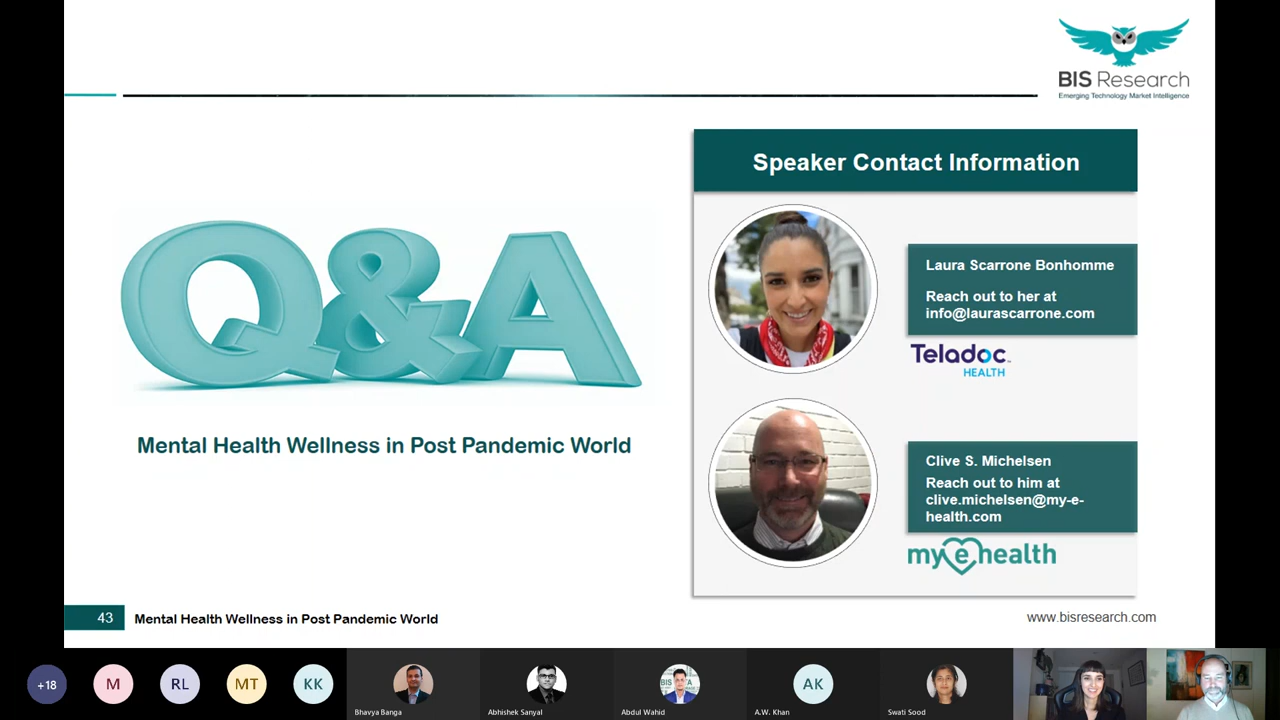 BIS Research
Emerging Technology Market Intelligence
Speaker Contact Information
Q&A
Laura Scarrone Bonhomme
Reach out to her at
info@laurascarrone.com
Teladoc
HEALTH
Mental Health Wellness in Post Pandemic World
Clive S. Michelsen
Reach out to him at
clive.michelsen@my-e-
health.com
my e health
43
Mental Health Wellness in Post Pandemic World
www.bisresearch.com
+18
M
RL
MT
KK
AK
Bhavya Banga
Abhishek Sanyal
Abdul Wahid
A.W. Khan
Swati Sood